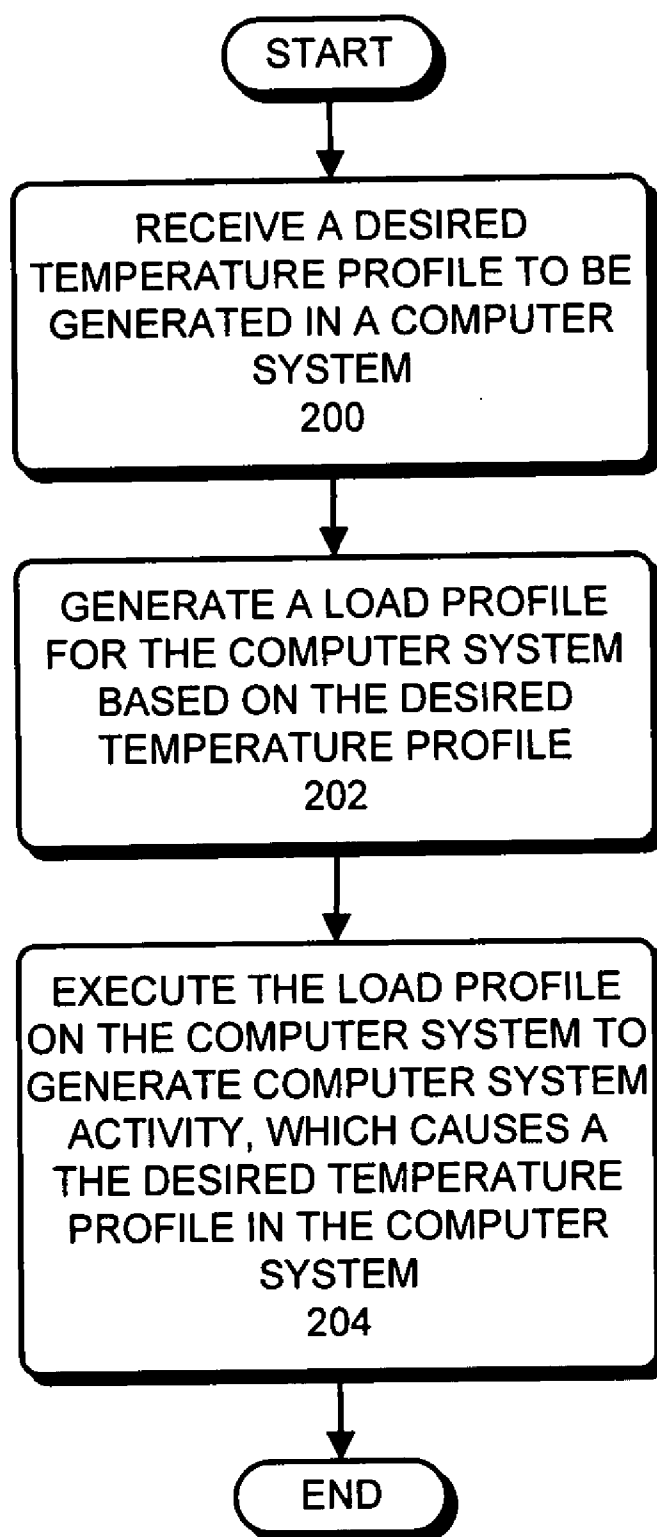 START
RECEIVE A DESIRED
TEMPERATURE PROFILE TO BE
GENERATED IN A COMPUTER
SYSTEM
200
GENERATE A LOAD PROFILE
FOR THE COMPUTER SYSTEM
BASED ON THE DESIRED
TEMPERATURE PROFILE
202
EXECUTE THE LOAD PROFILE
ON THE COMPUTER SYSTEM TO
GENERATE COMPUTER SYSTEM
ACTIVITY, WHICH CAUSES A
THE DESIRED TEMPERATURE
PROFILE IN THE COMPUTER
SYSTEM
204
END